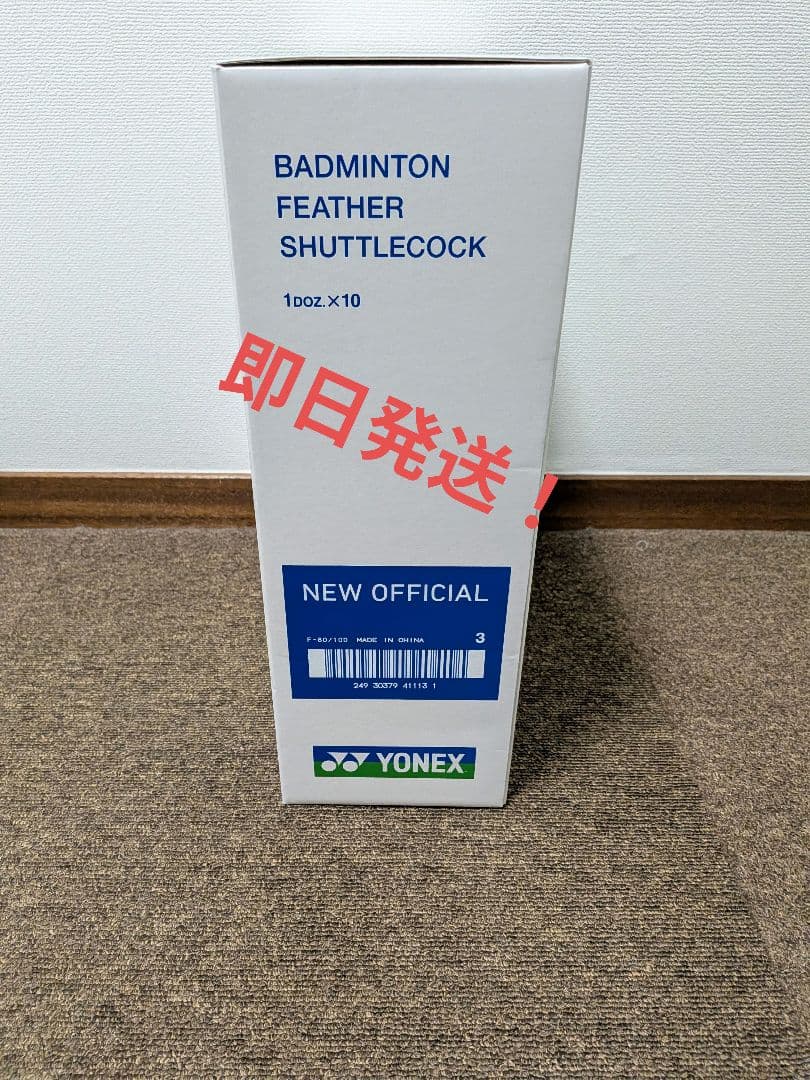 BADMINTON
FEATHER
SHUTTLECOCK
1DOZ.×10
即日発送！
NEW OFFICIAL
F-80/100 MADE IN CHINA 3
249 30379 41113 1
YONEX